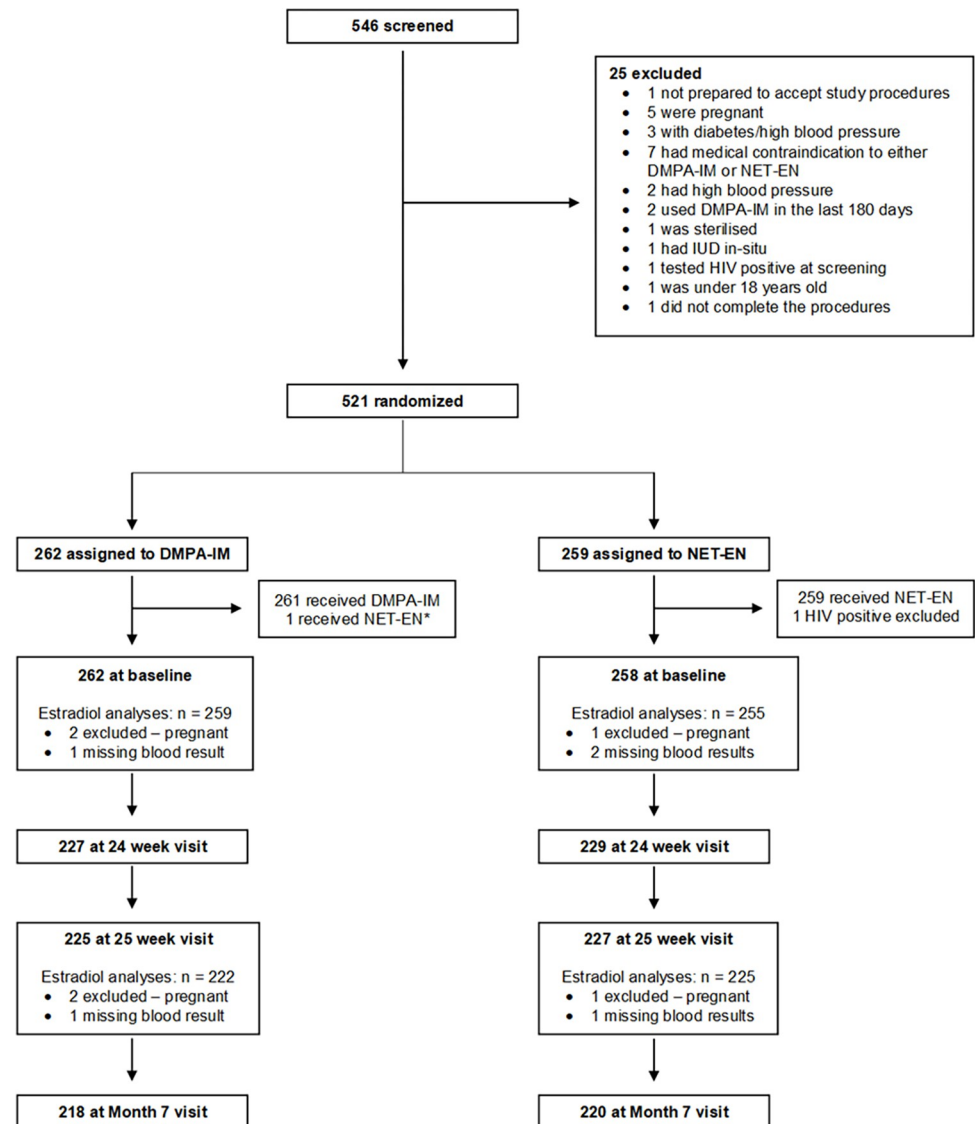 546 screened
25 excluded
• 1 not prepared to accept study procedures
• 5 were pregnant
• 3 with diabetes/high blood pressure
• 7 had medical contraindication to either
DMPA-IM or NET-EN
• 2 had high blood pressure
• 2 used DMPA-IM in the last 180 days
• 1 was sterilised
• 1 had IUD in-situ
• 1 tested HIV positive at screening
• 1 was under 18 years old
• 1 did not complete the procedures
521 randomized
262 assigned to DMPA-IM
261 received DMPA-IM
1 received NET-EN*
262 at baseline
Estradiol analyses: n = 259
• 2 excluded – pregnant
• 1 missing blood result
227 at 24 week visit
225 at 25 week visit
Estradiol analyses: n = 222
• 2 excluded – pregnant
• 1 missing blood result
218 at Month 7 visit
259 assigned to NET-EN
259 received NET-EN
1 HIV positive excluded
258 at baseline
Estradiol analyses: n = 255
• 1 excluded – pregnant
• 2 missing blood results
229 at 24 week visit
227 at 25 week visit
Estradiol analyses: n = 225
• 1 excluded – pregnant
• 1 missing blood results
220 at Month 7 visit